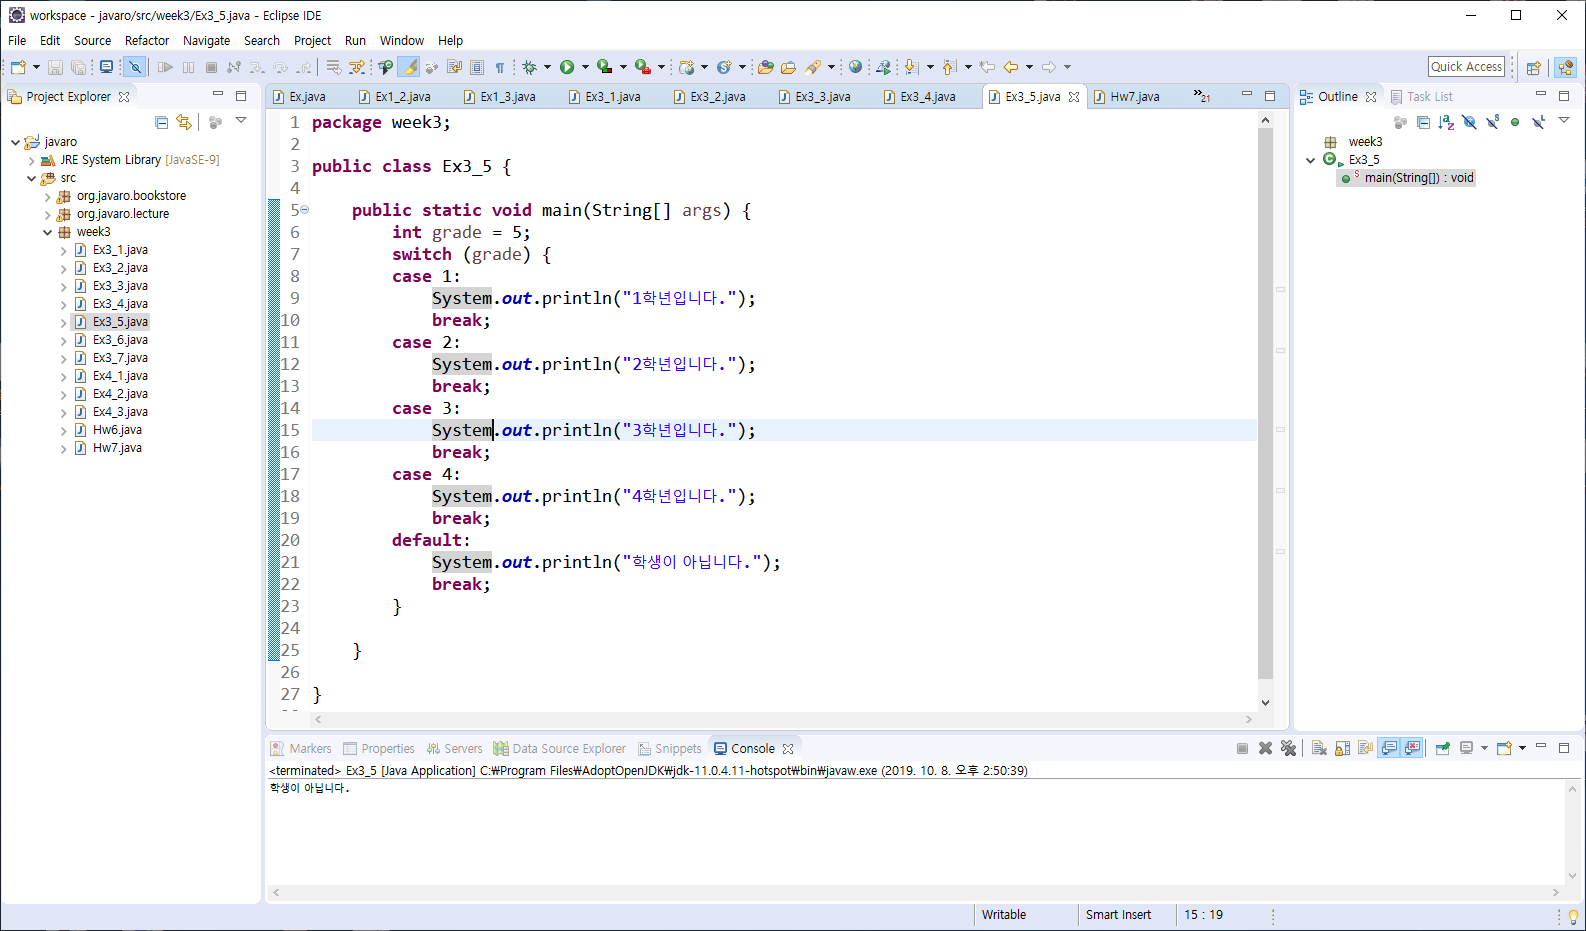 workspace - javaro/src/week3/Ex3_5.java - Eclipse IDE
File Edit Source Refactor Navigate Search Project Run Window Help
Quick Access
Project Explorer
javaro
JRE System Library [JavaSE-9]
src
org.javaro.bookstore
org.javaro.lecture
week3
Ex3_1.java
Ex3_2.java
Ex3_3.java
Ex3_4.java
Ex3_5.java
Ex3_6.java
Ex3_7.java
Ex4_1.java
Ex4_2.java
Ex4_3.java
Hw6.java
Hw7.java
Ex.java Ex1_2.java Ex1_3.java Ex3_1.java Ex3_2.java Ex3_3.java Ex3_4.java Ex3_5.java Hw7.java »21
1 package week3;
2
3 public class Ex3_5 {
4
5 public static void main(String[] args) {
6 int grade = 5;
7 switch (grade) {
8 case 1:
9 System.out.println("1학년입니다.");
10 break;
11 case 2:
12 System.out.println("2학년입니다.");
13 break;
14 case 3:
15 System.out.println("3학년입니다.");
16 break;
17 case 4:
18 System.out.println("4학년입니다.");
19 break;
20 default:
21 System.out.println("학생이 아닙니다.");
22 break;
23 }
24
25 }
26
27 }
Outline Task List
week3
Ex3_5
main(String[]) : void
Markers Properties Servers Data Source Explorer Snippets Console
<terminated> Ex3_5 [Java Application] C:₩Program Files₩AdoptOpenJDK₩jdk-11.0.4.11-hotspot₩bin₩javaw.exe (2019. 10. 8. 오후 2:50:39)
학생이 아닙니다.
Writable Smart Insert 15 : 19